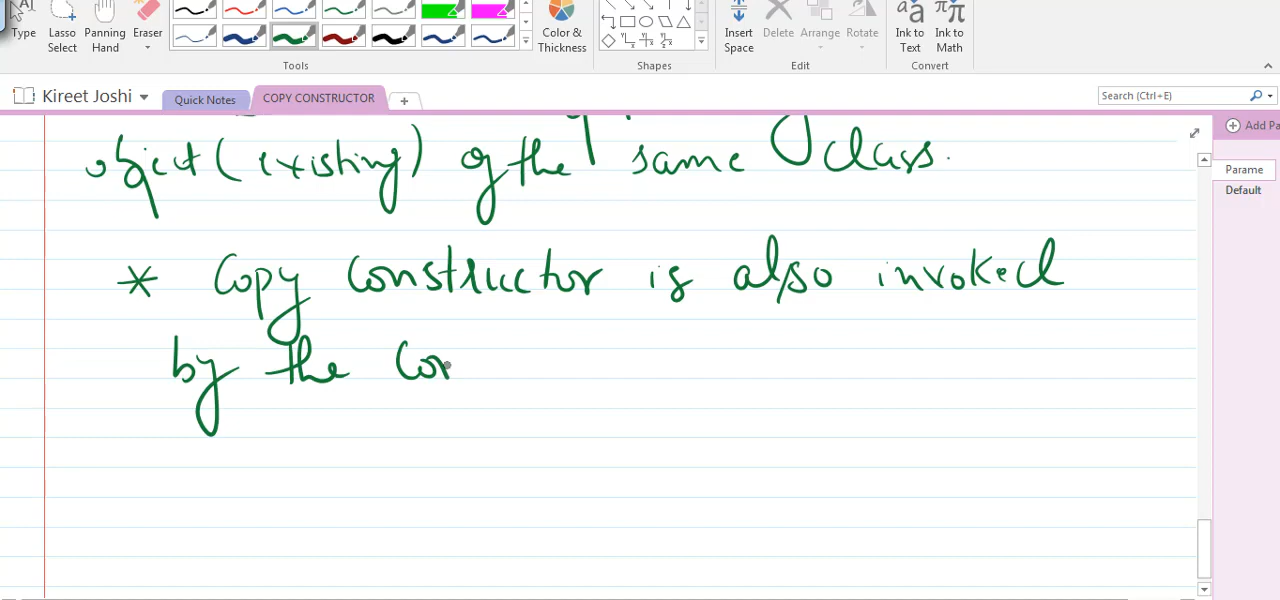 Type
Lasso Select
Panning Hand
Eraser
Color & Thickness
Insert Space
Delete
Arrange
Rotate
Ink to Text
Ink to Math
Tools
Shapes
Edit
Convert
Kireet Joshi
Quick Notes
COPY CONSTRUCTOR
Search (Ctrl+E)
Add Pa
Parame
Default
object (existing) of the same class.
* Copy constructor is also invoked
by the co